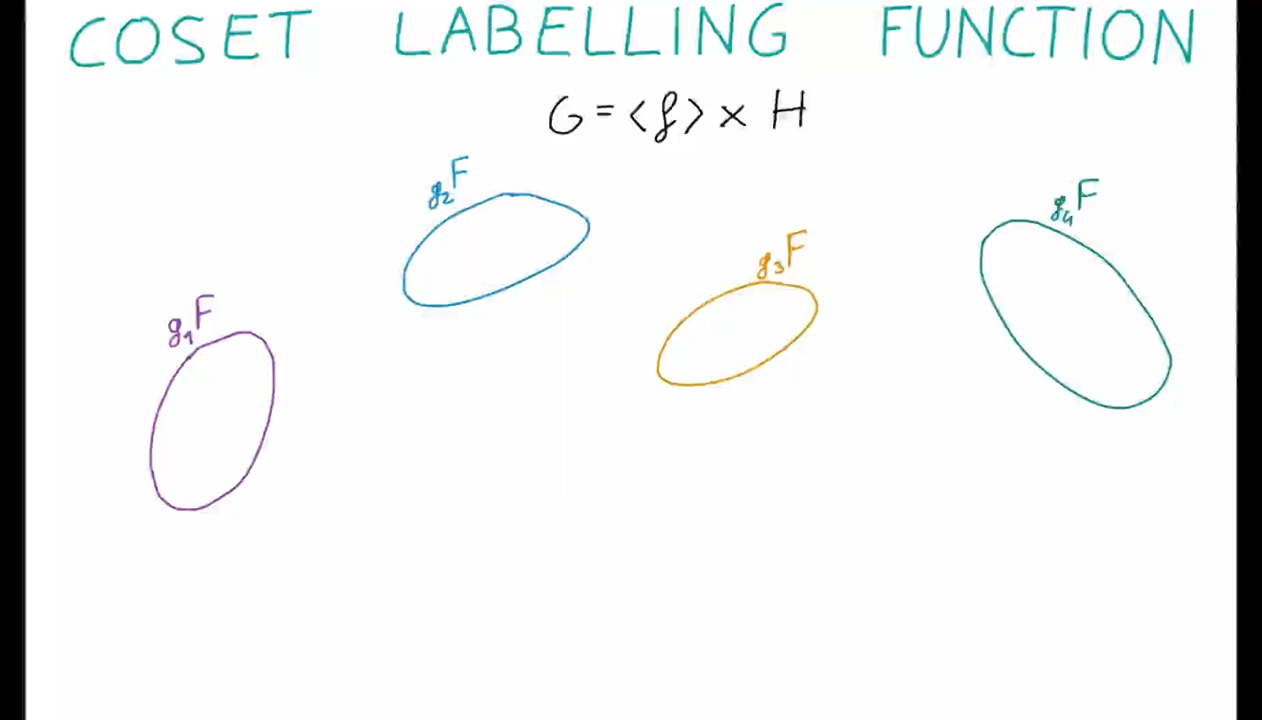 COSET LABELLING FUNCTION
G = <f> × H
g₂F
g₄F
g₃F
g₁F